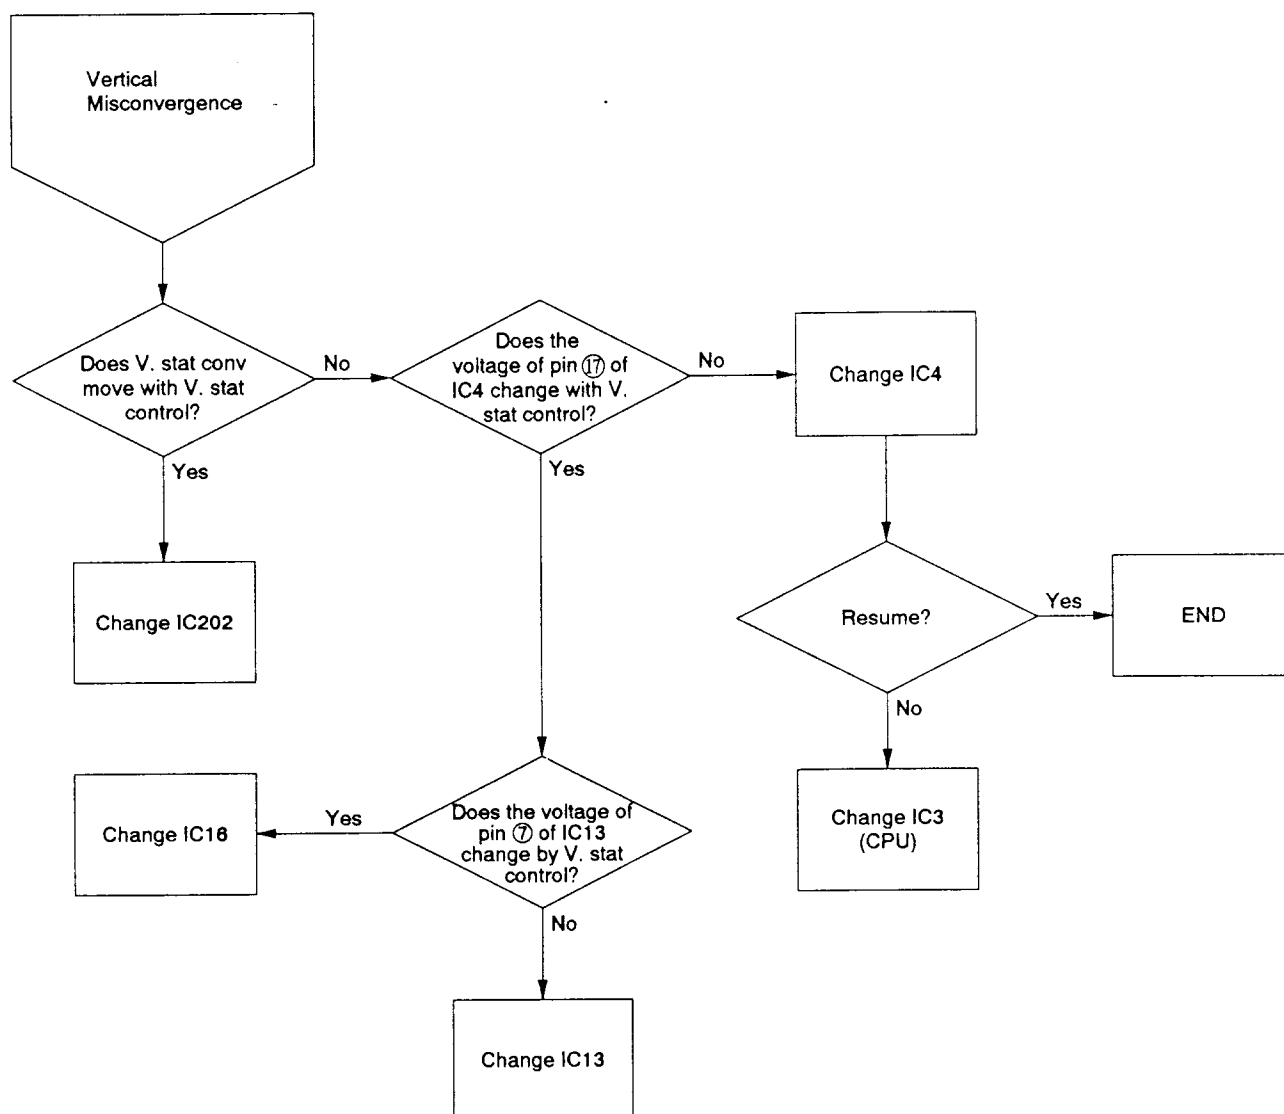 Vertical
Misconvergence
Does V. stat conv
move with V. stat
control?
No
Yes
Change IC202
Does the
voltage of pin ⑰ of
IC4 change with V.
stat control?
No
Yes
Change IC4
Resume?
Yes
END
No
Change IC3
(CPU)
Does the voltage of
pin ⑦ of IC13
change by V. stat
control?
Yes
Change IC16
No
Change IC13